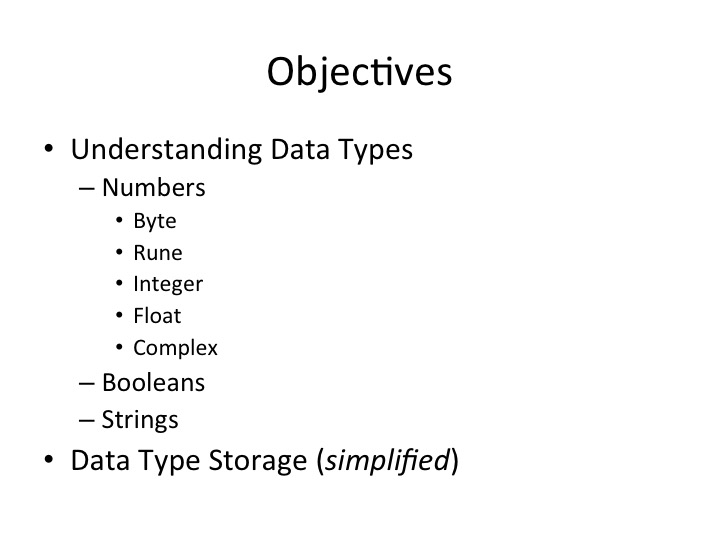 Objectives
• Understanding Data Types
– Numbers
• Byte
• Rune
• Integer
• Float
• Complex
– Booleans
– Strings
• Data Type Storage (simplified)